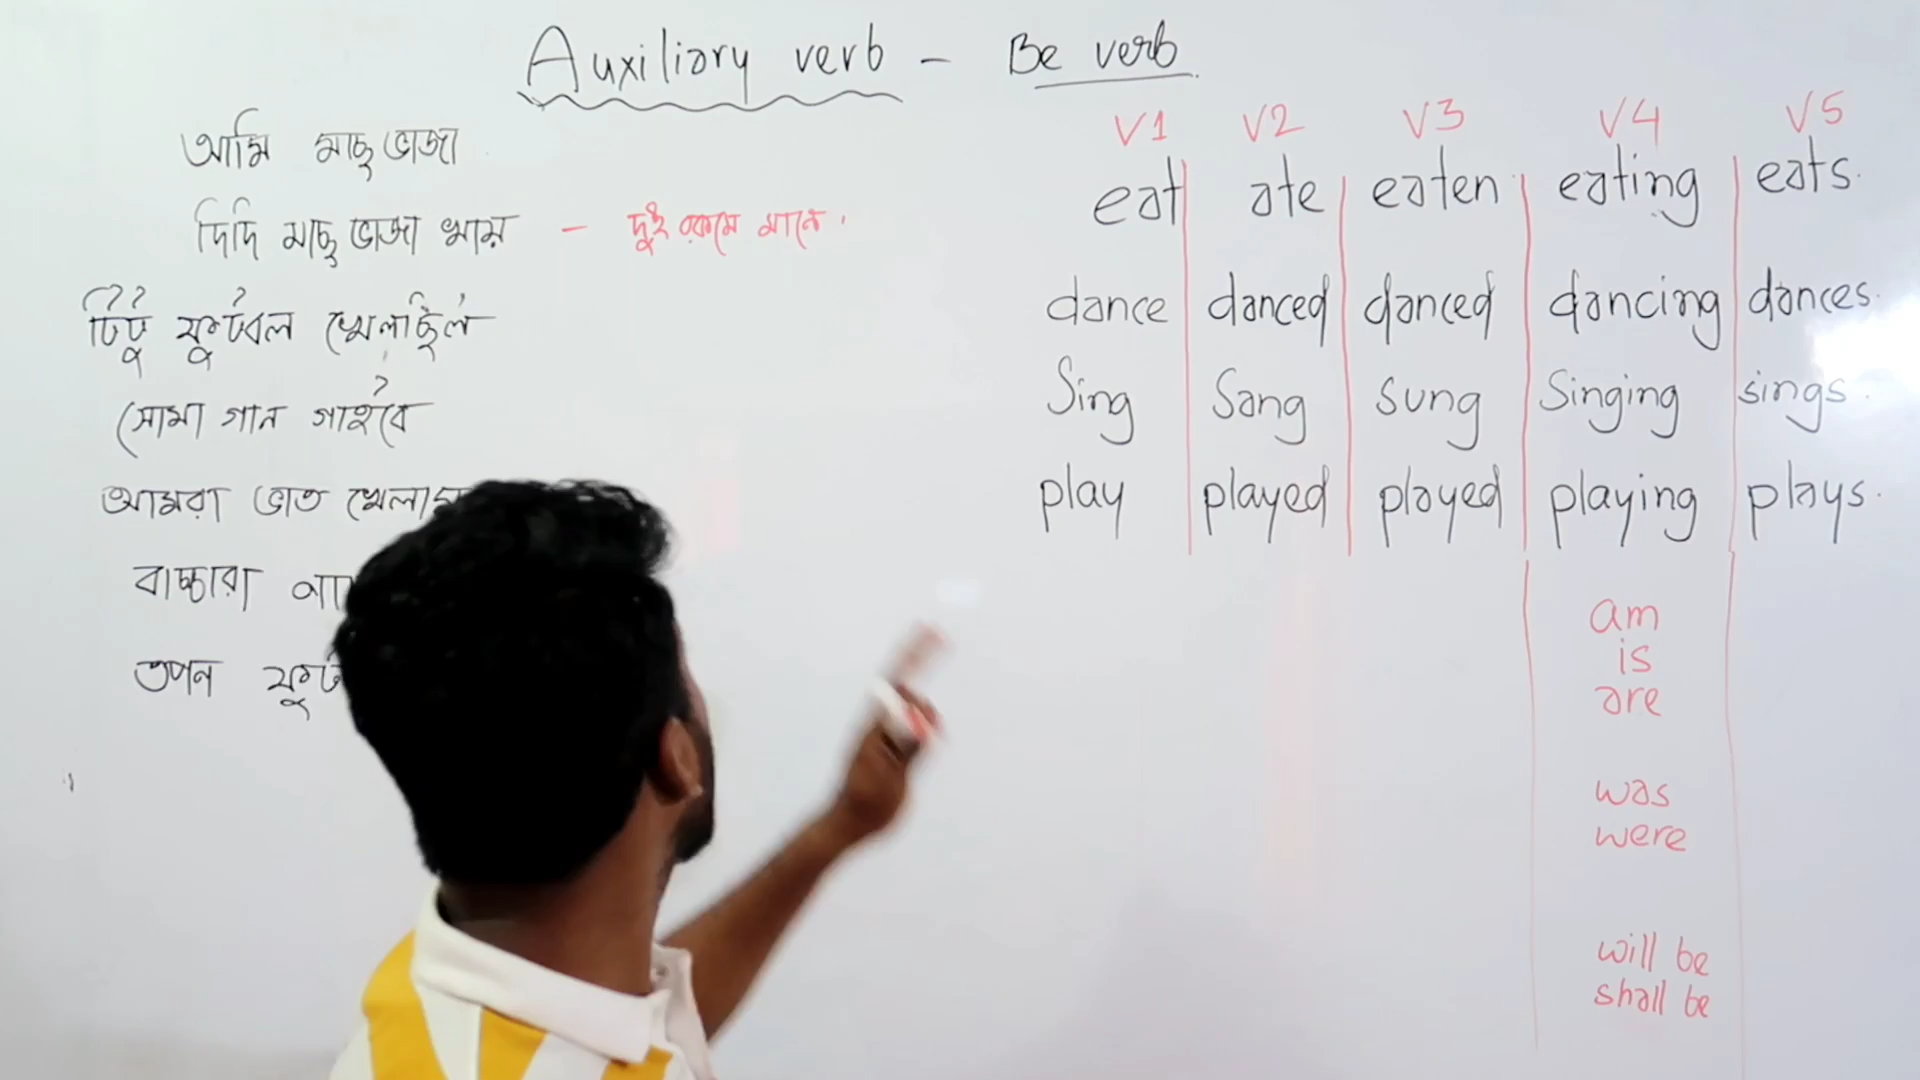 Auxiliary verb - Be verb
আমি মাছ ভাজা
দিদি মাছ ভাজা খায় - দুই রকমে মানে.
টিটু ফুটবল খেলছিল
সোমা গান গাইবে
আমরা ভাত
বাচ্চারা
তপন
V1 V2 V3 V4 V5
eat ate eaten eating eats.
dance danced danced dancing dances.
Sing Sang sung Singing sings.
play played played playing plays.
am
is
are
was
were
will be
shall be